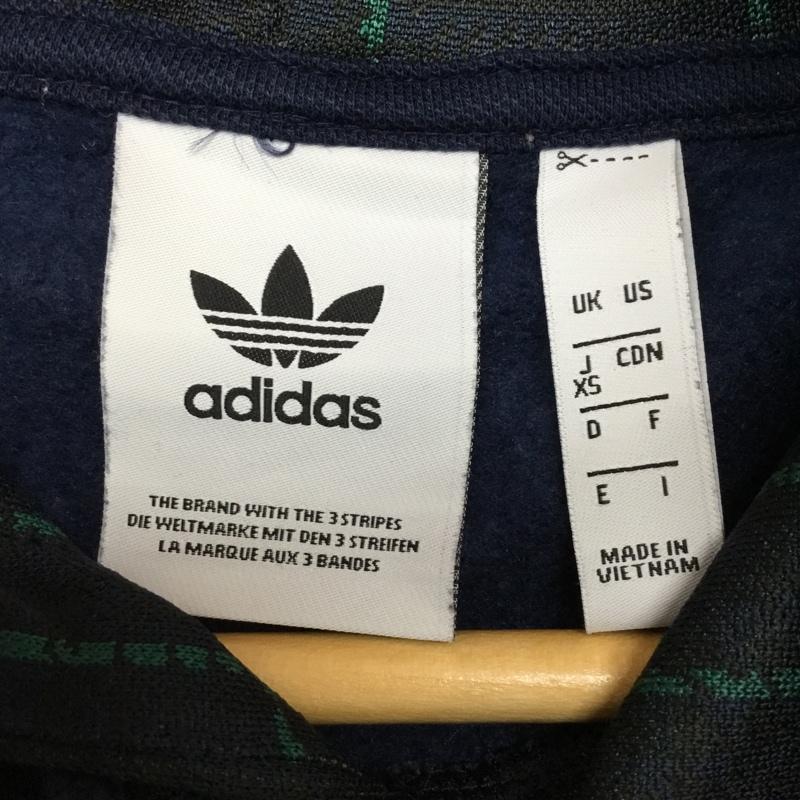 adidas
THE BRAND WITH THE 3 STRIPES
DIE WELTMARKE MIT DEN 3 STREIFEN
LA MARQUE AUX 3 BANDES
UK US
J CDN
XS
D F
E I
MADE IN
VIETNAM